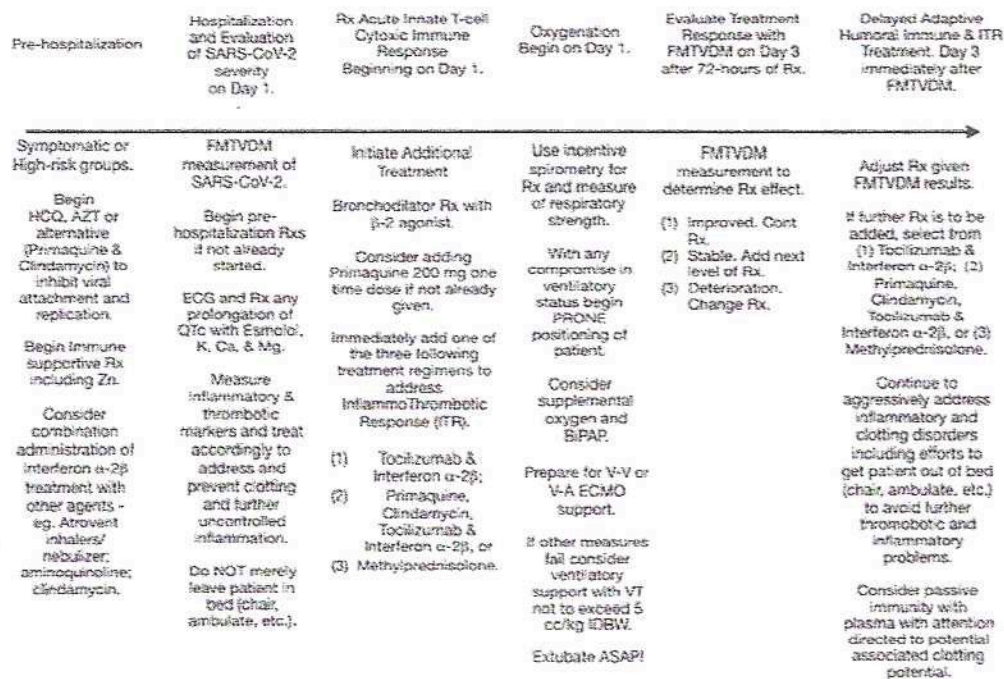 Pre-hospitalization
Hospitalization
and Evaluation
of SARS-CoV-2
severity
on Day 1.
Rx Acute Innate T-cell
Cytoxic Immune
Response
Beginning on Day 1.
Oxygenation
Begin on Day 1.
Evaluate Treatment
Response with
FMTVDM on Day 3
after 72-hours of Rx.
Delayed Adaptive
Humoral Immune & ITR
Treatment. Day 3
immediately after
FMTVDM.
Symptomatic or
High-risk groups.
Begin
HCQ, AZT or
alternative
(Primaquine &
Clindamycin) to
inhibit viral
attachment and
replication.
Begin Immune
supportive Rx
including Zn.
Consider
combination
administration of
interferon α-2β
treatment with
other agents -
eg. Atrovent
inhalers/
nebulizer;
aminoquinoline;
clindamycin.
FMTVDM
measurement of
SARS-CoV-2.
Begin pre-
hospitalization Rxs
if not already
started.
ECG and Rx any
prolongation of
QTc with Esmolol,
K, Ca, & Mg.
Measure
inflammatory &
thrombotic
markers and treat
accordingly to
address and
prevent clotting
and further
uncontrolled
inflammation.
Do NOT merely
leave patient in
bed (chair,
ambulate, etc.).
Initiate Additional
Treatment
Bronchodilator Rx with
β-2 agonist.
Consider adding
Primaquine 200 mg one
time dose if not already
given.
Immediately add one of
the three following
treatment regimens to
address
InflammoThrombotic
Response (ITR).
(1) Tocilizumab &
Interferon α-2β;
(2) Primaquine,
Clindamycin,
Tocilizumab &
Interferon α-2β, or
(3) Methylprednisolone.
Use incentive
spirometry for
Rx and measure
of respiratory
strength.
With any
compromise in
ventilatory
status begin
PRONE
positioning of
patient.
Consider
supplemental
oxygen and
BiPAP.
Prepare for V-V or
V-A ECMO
support.
If other measures
fail consider
ventilatory
support with VT
not to exceed 5
cc/kg IDBW.
Extubate ASAP!
FMTVDM
measurement to
determine Rx effect.
(1) Improved. Cont
Rx.
(2) Stable. Add next
level of Rx.
(3) Deterioration.
Change Rx.
Adjust Rx given
FMTVDM results.
If further Rx is to be
added, select from
(1) Tocilizumab &
Interferon α-2β; (2)
Primaquine,
Clindamycin,
Tocilizumab &
Interferon α-2β, or (3)
Methylprednisolone.
Continue to
aggressively address
inflammatory and
clotting disorders
including efforts to
get patient out of bed
(chair, ambulate, etc.)
to avoid further
thromobotic and
inflammatory
problems.
Consider passive
immunity with
plasma with attention
directed to potential
associated clotting
potential.